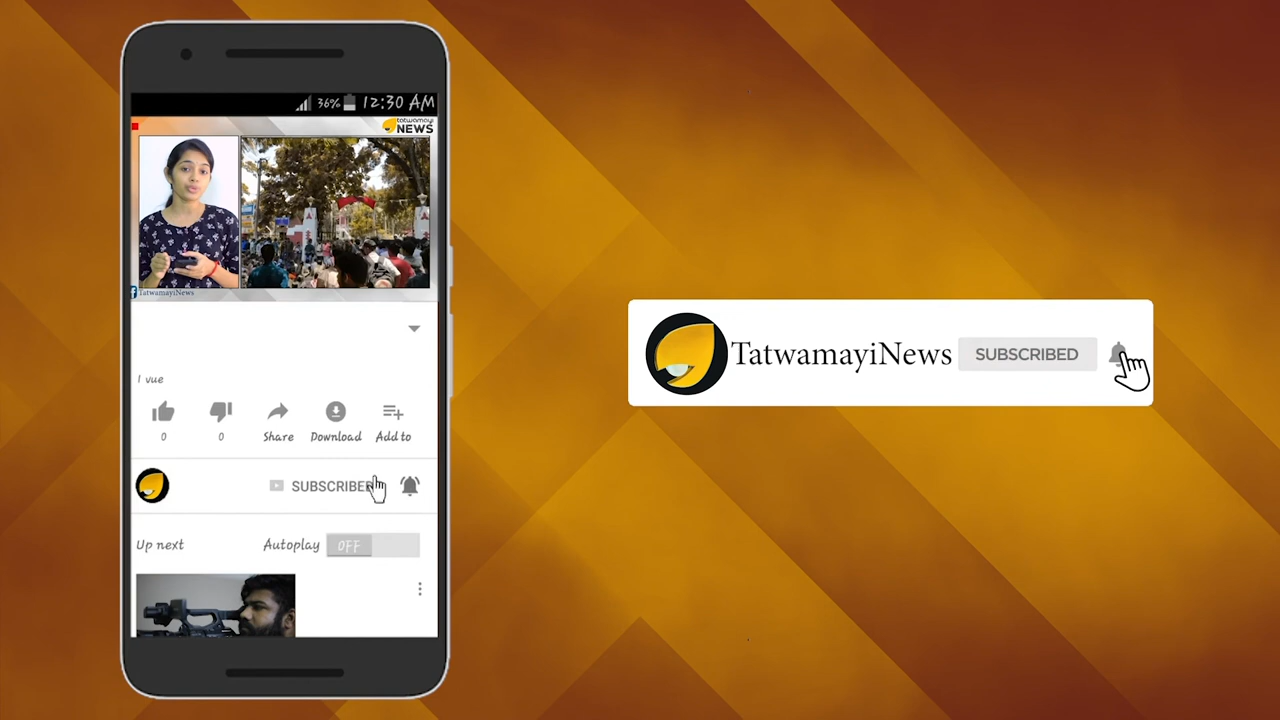 36% 12:30 AM
tatwamayi
NEWS
TatwamayiNews
1 vue
0 0 Share Download Add to
SUBSCRIBED
Up next Autoplay OFF
TatwamayiNews SUBSCRIBED